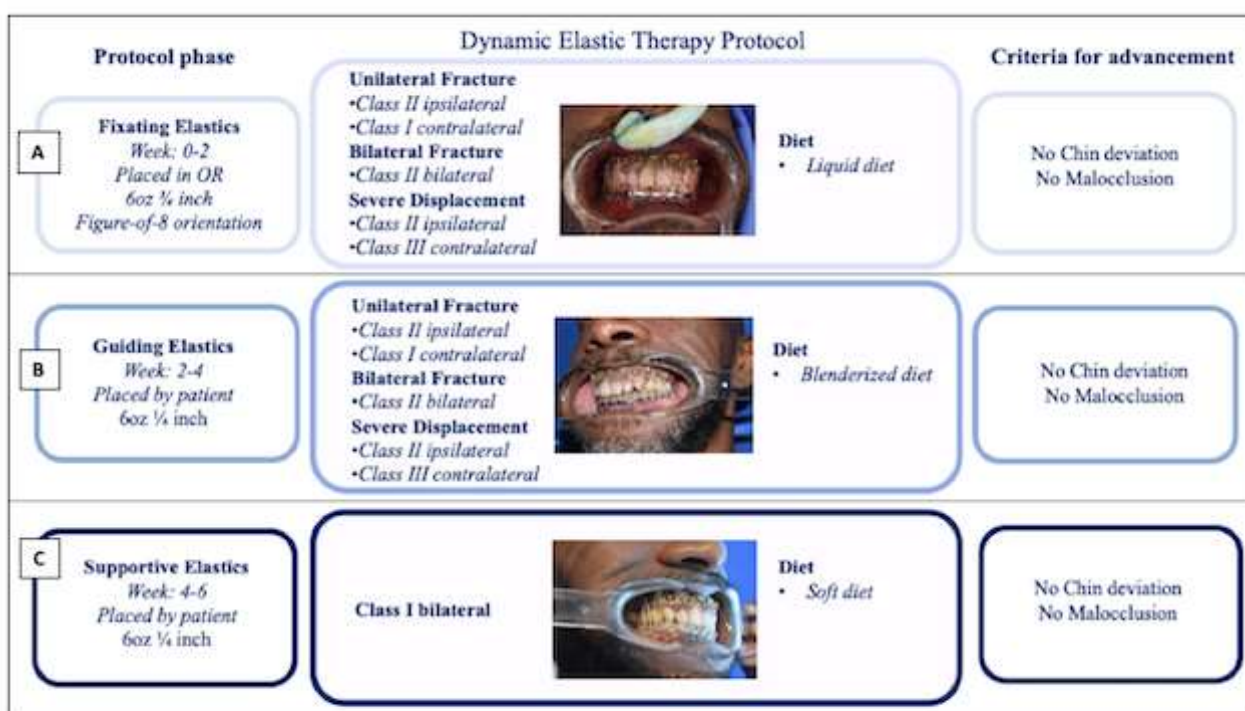 Dynamic Elastic Therapy Protocol
Protocol phase
Criteria for advancement
A
Fixating Elastics
Week: 0-2
Placed in OR
6oz ¾ inch
Figure-of-8 orientation
Unilateral Fracture
•Class II ipsilateral
•Class I contralateral
Bilateral Fracture
•Class II bilateral
Severe Displacement
•Class II ipsilateral
•Class III contralateral
Diet
• Liquid diet
No Chin deviation
No Malocclusion
B
Guiding Elastics
Week: 2-4
Placed by patient
6oz ¼ inch
Unilateral Fracture
•Class II ipsilateral
•Class I contralateral
Bilateral Fracture
•Class II bilateral
Severe Displacement
•Class II ipsilateral
•Class III contralateral
Diet
• Blenderized diet
No Chin deviation
No Malocclusion
C
Supportive Elastics
Week: 4-6
Placed by patient
6oz ¼ inch
Class I bilateral
Diet
• Soft diet
No Chin deviation
No Malocclusion